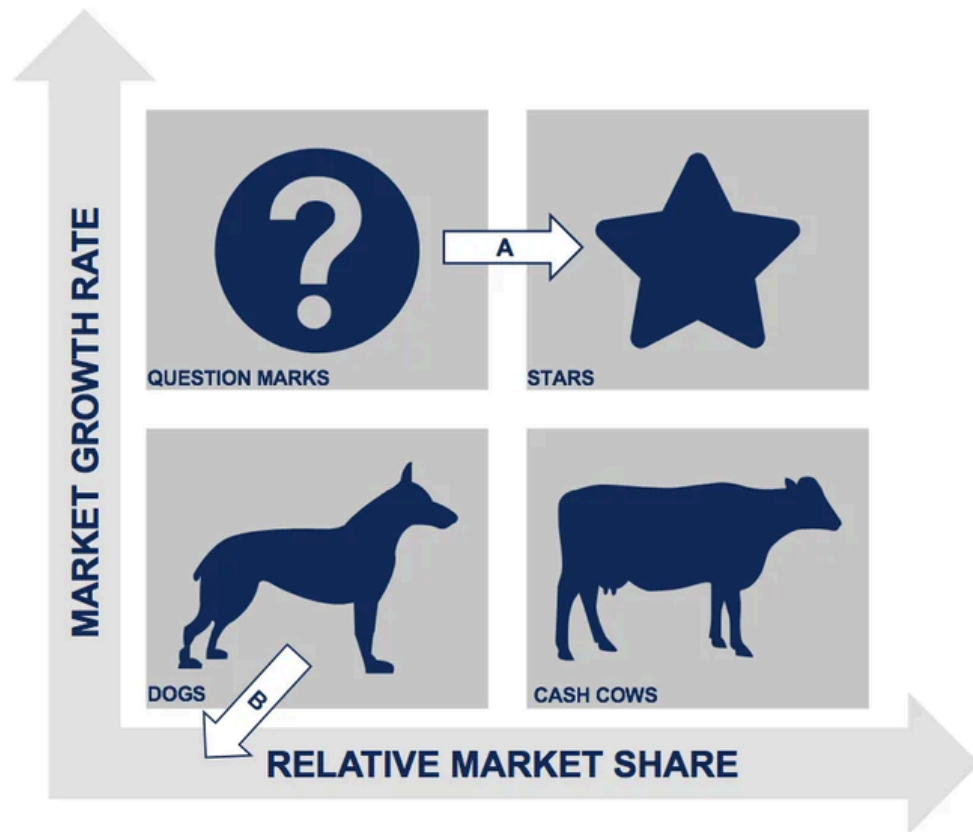 MARKET GROWTH RATE
?
A
QUESTION MARKS
STARS
DOGS
B
CASH COWS
RELATIVE MARKET SHARE